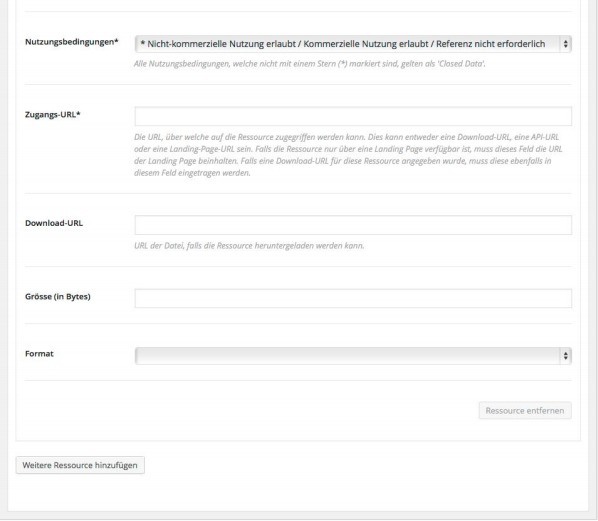 Nutzungsbedingungen*
* Nicht-kommerzielle Nutzung erlaubt / Kommerzielle Nutzung erlaubt / Referenz nicht erforderlich
Alle Nutzungsbedingungen, welche nicht mit einem Stern (*) markiert sind, gelten als 'Closed Data'.
Zugangs-URL*
Die URL, über welche auf die Ressource zugegriffen werden kann. Dies kann entweder eine Download-URL, eine API-URL
oder eine Landing-Page-URL sein. Falls die Ressource nur über eine Landing Page verfügbar ist, muss dieses Feld die URL
der Landing Page beinhalten. Falls eine Download-URL für diese Ressource angegeben wurde, muss diese ebenfalls in
diesem Feld eingetragen werden.
Download-URL
URL der Datei, falls die Ressource heruntergeladen werden kann.
Grösse (in Bytes)
Format
Ressource entfernen
Weitere Ressource hinzufügen